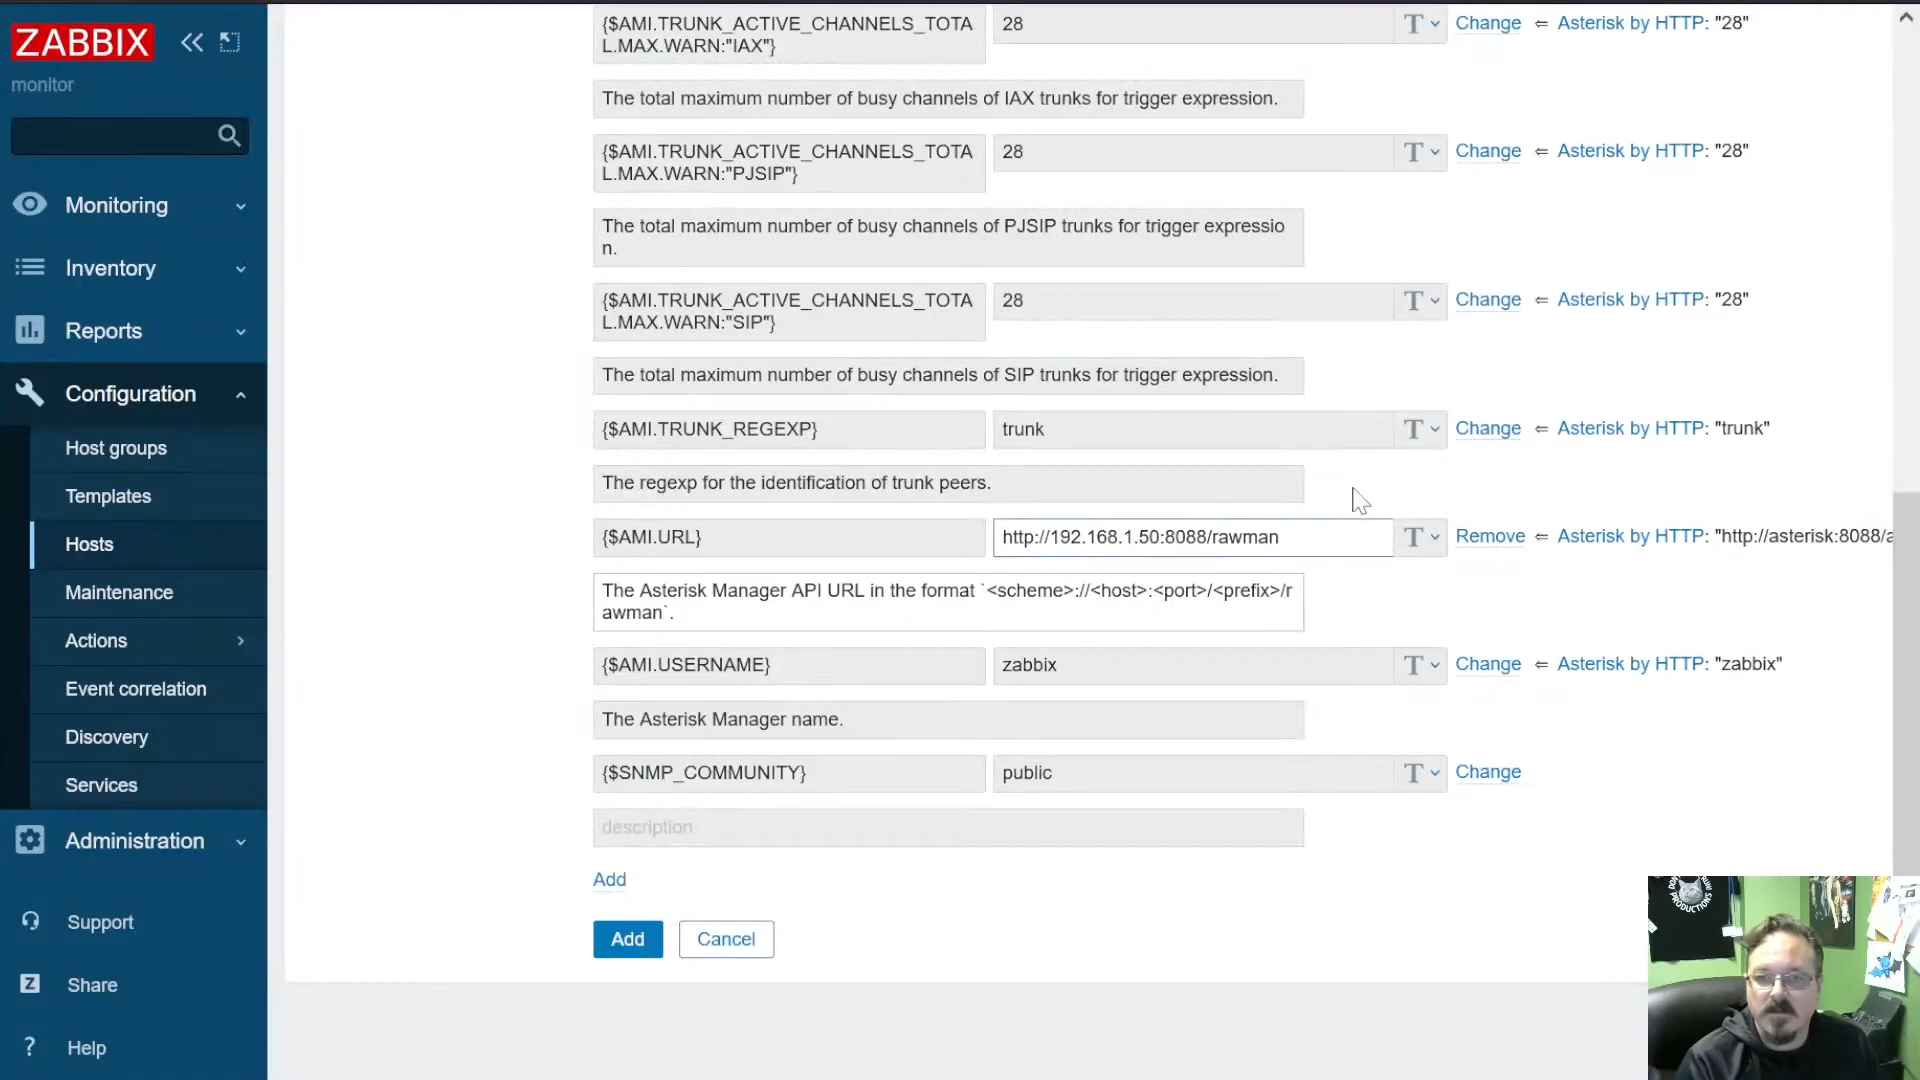 ZABBIX
monitor
Monitoring
Inventory
Reports
Configuration
Host groups
Templates
Hosts
Maintenance
Actions
Event correlation
Discovery
Services
Administration
Support
Share
Help
{$AMI.TRUNK_ACTIVE_CHANNELS_TOTA
L.MAX.WARN:"IAX"}
28 T Change ⇐ Asterisk by HTTP: "28"
The total maximum number of busy channels of IAX trunks for trigger expression.
{$AMI.TRUNK_ACTIVE_CHANNELS_TOTA
L.MAX.WARN:"PJSIP"}
28 T Change ⇐ Asterisk by HTTP: "28"
The total maximum number of busy channels of PJSIP trunks for trigger expressio
n.
{$AMI.TRUNK_ACTIVE_CHANNELS_TOTA
L.MAX.WARN:"SIP"}
28 T Change ⇐ Asterisk by HTTP: "28"
The total maximum number of busy channels of SIP trunks for trigger expression.
{$AMI.TRUNK_REGEXP} trunk T Change ⇐ Asterisk by HTTP: "trunk"
The regexp for the identification of trunk peers.
{$AMI.URL} http://192.168.1.50:8088/rawman T Remove ⇐ Asterisk by HTTP: "http://asterisk:8088/a
The Asterisk Manager API URL in the format `<scheme>://<host>:<port>/<prefix>/r
awman`.
{$AMI.USERNAME} zabbix T Change ⇐ Asterisk by HTTP: "zabbix"
The Asterisk Manager name.
{$SNMP_COMMUNITY} public T Change
description
Add
Add Cancel
PRODUCTIONS